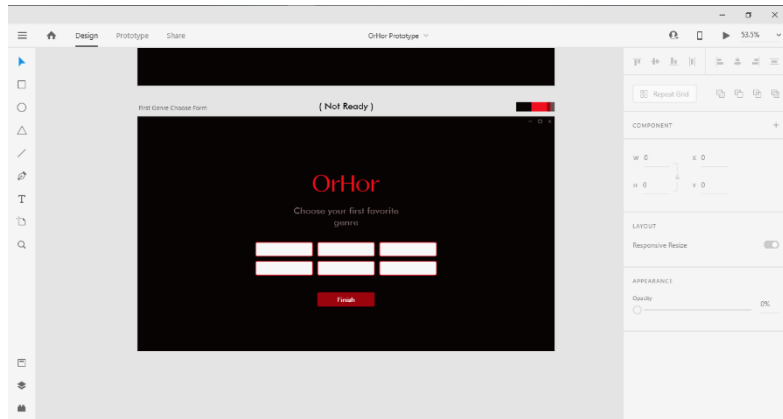 Design Prototype Share OrHor Prototype 53.5%
Repeat Grid
First Genre Choose Form ( Not Ready )
COMPONENT
OrHor
W 0 X 0
H 0 Y 0
Choose your first favorite
genre
LAYOUT
Responsive Resize
APPEARANCE
Finish
Opacity
0%